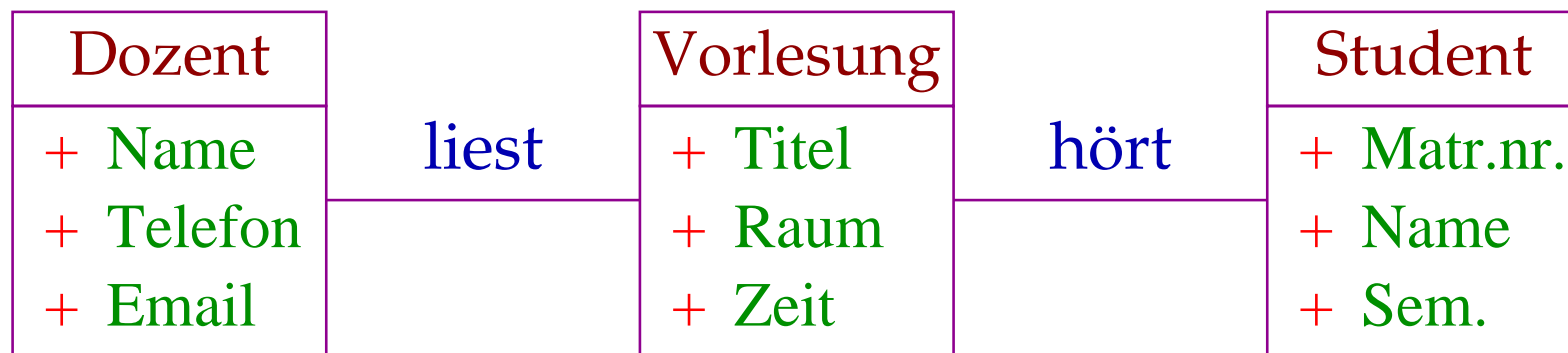 Dozent
+ Name
+ Telefon
+ Email
liest
Vorlesung
+ Titel
+ Raum
+ Zeit
hört
Student
+ Matr.nr.
+ Name
+ Sem.